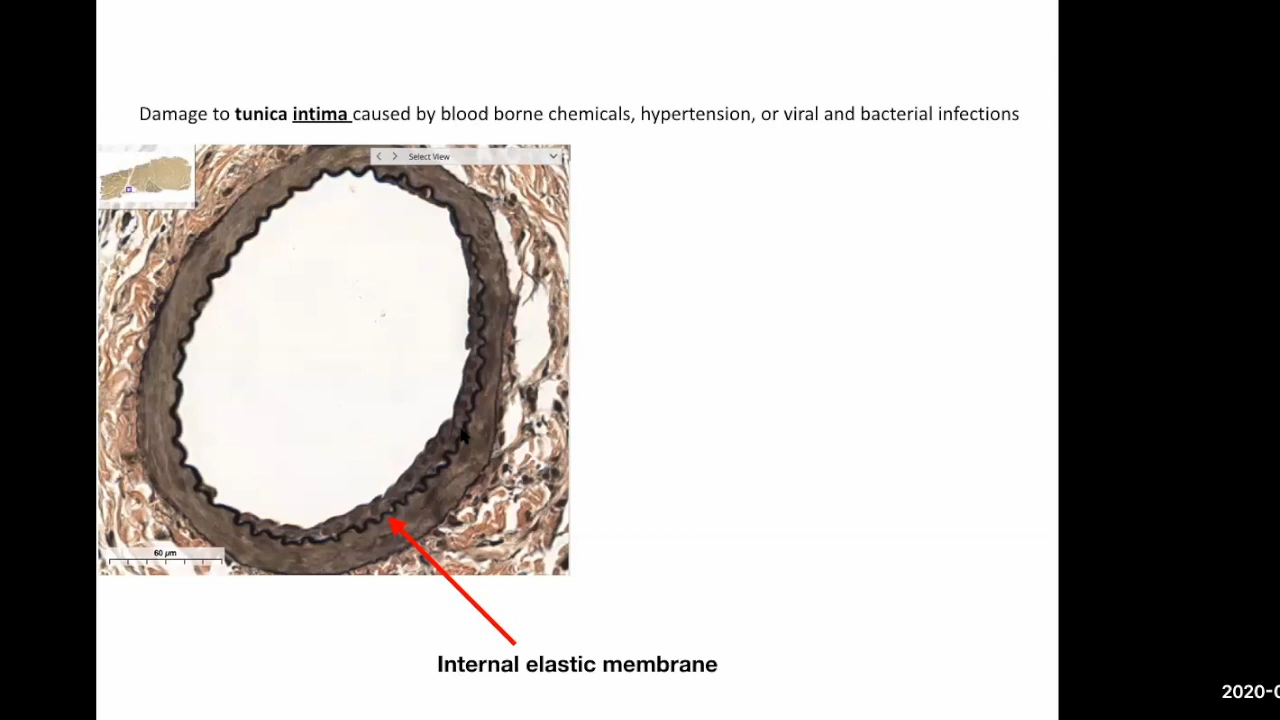 Damage to tunica intima caused by blood borne chemicals, hypertension, or viral and bacterial infections
Select View
60 µm
Internal elastic membrane
2020-0